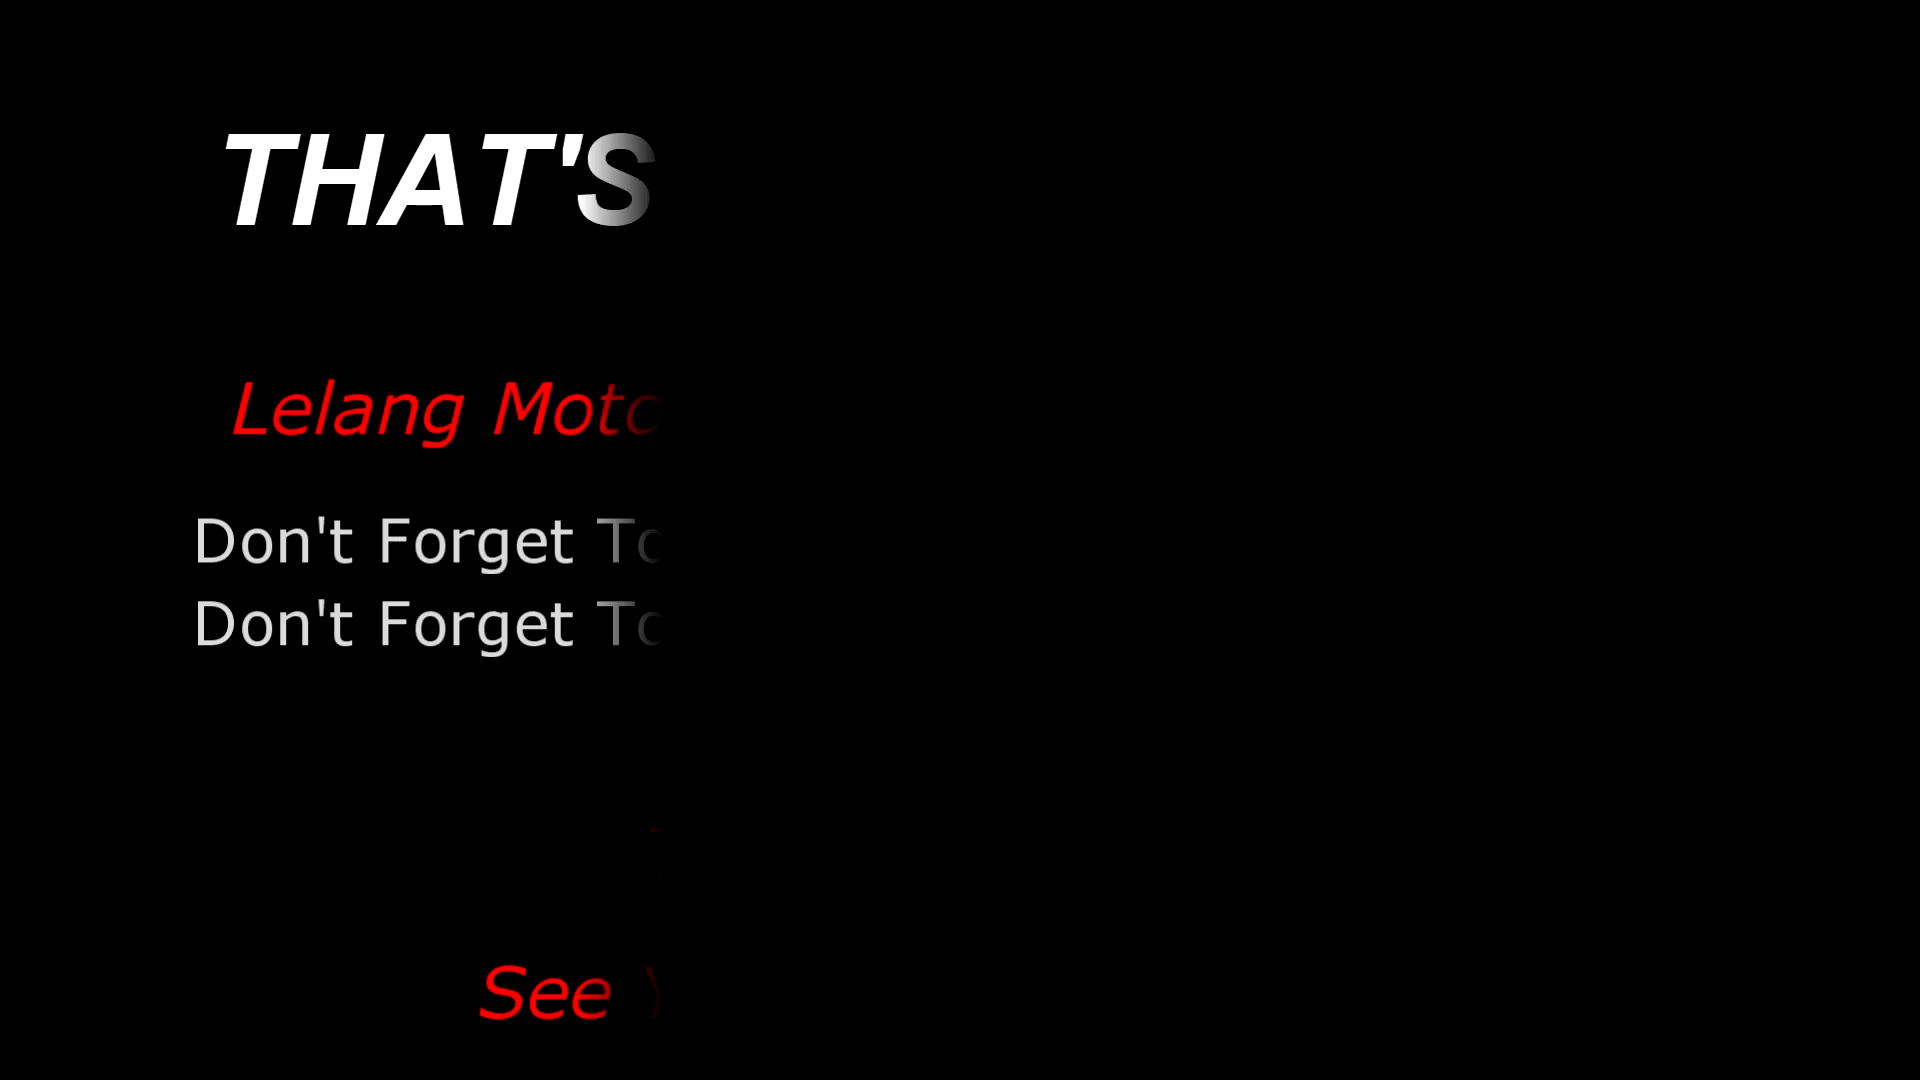 THAT'S
Lelang Moto
Don't Forget To
Don't Forget To
See